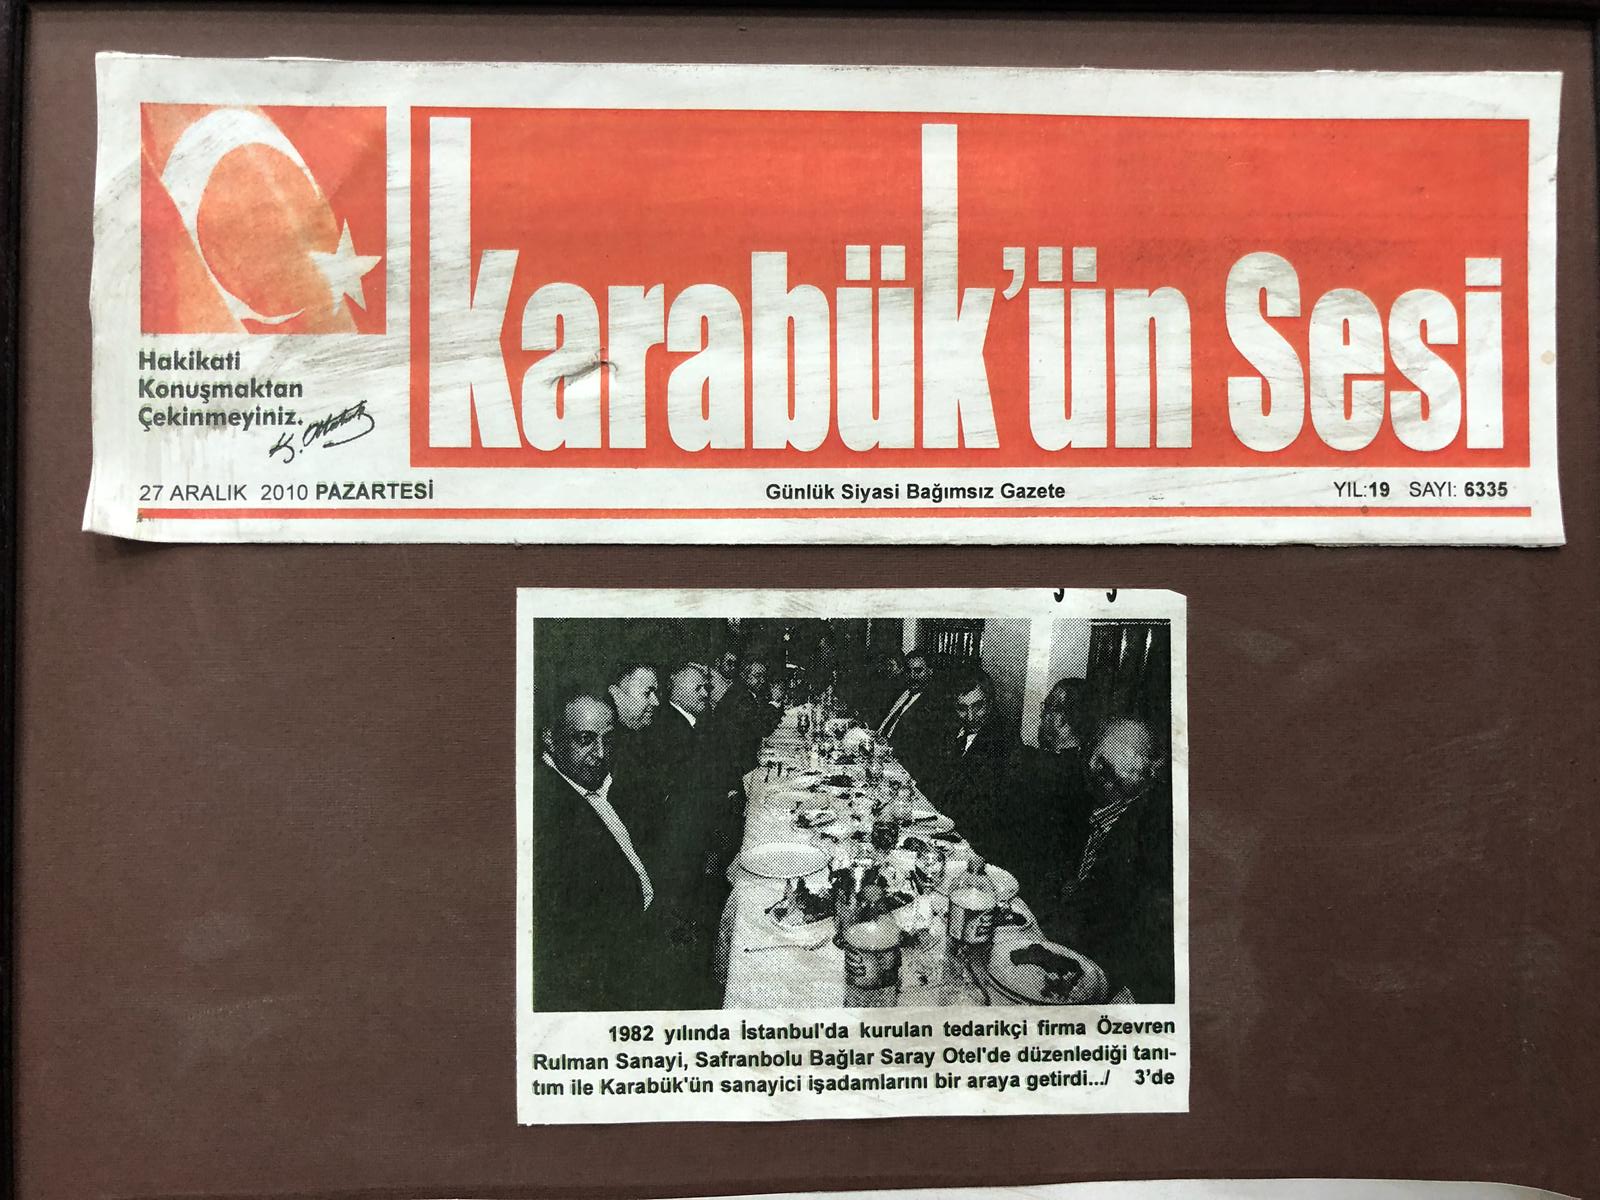 karabük'ün Sesi
Hakikati
Konuşmaktan
Çekinmeyiniz.
K. Atatürk
27 ARALIK 2010 PAZARTESİ
Günlük Siyasi Bağımsız Gazete
YIL:19 SAYI: 6335
1982 yılında İstanbul'da kurulan tedarikçi firma Özevren
Rulman Sanayi, Safranbolu Bağlar Saray Otel'de düzenlediği tanı-
tım ile Karabük'ün sanayici işadamlarını bir araya getirdi.../ 3'de